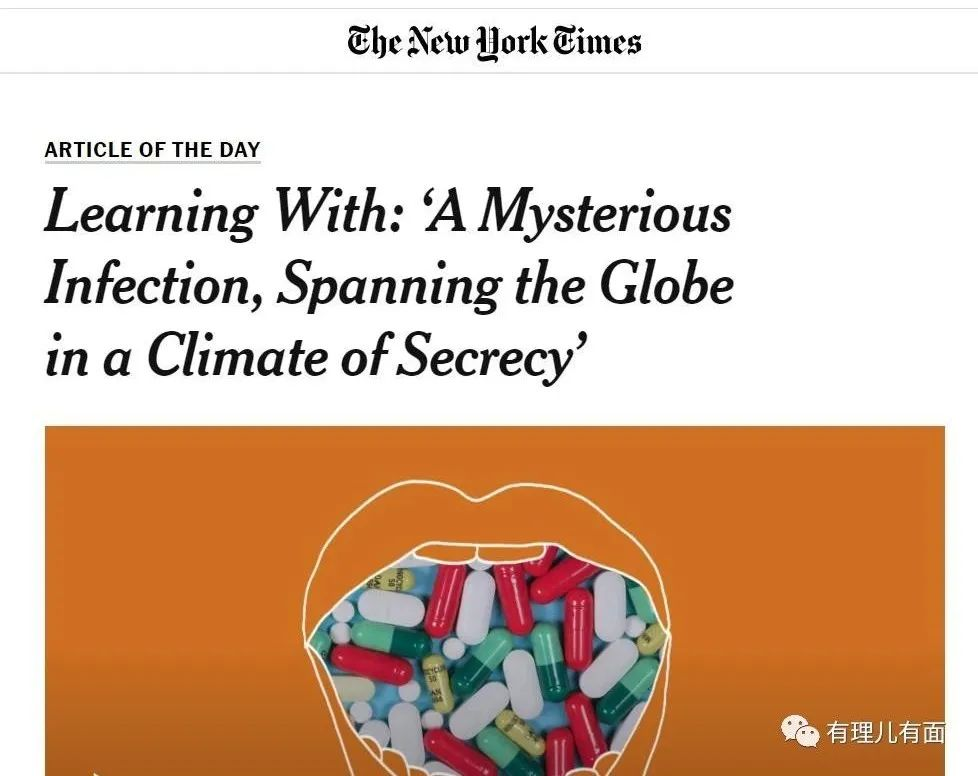 The New York Times
ARTICLE OF THE DAY
Learning With: ‘A Mysterious
Infection, Spanning the Globe
in a Climate of Secrecy’
有理儿有面